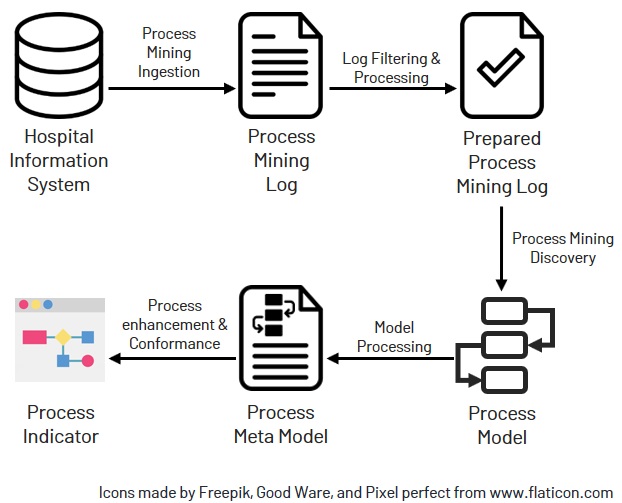 Process
Mining
Ingestion
Log Filtering &
Processing
Hospital
Information
System
Process
Mining
Log
Prepared
Process
Mining Log
Process Mining
Discovery
Process
enhancement &
Conformance
Model
Processing
Process
Indicator
Process
Meta Model
Process
Model
Icons made by Freepik, Good Ware, and Pixel perfect from www.flaticon.com